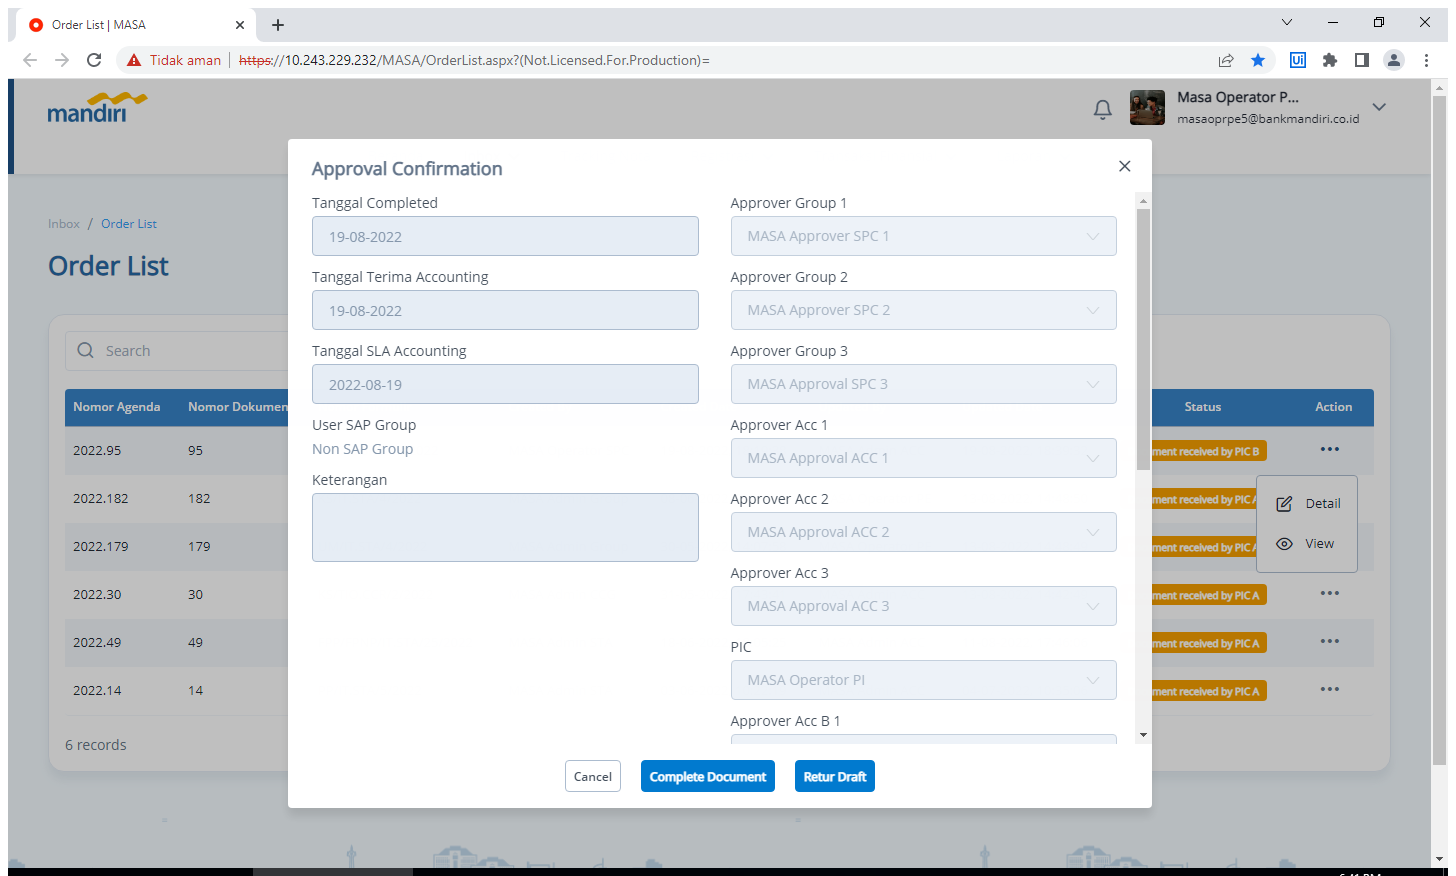 Order List | MASA
Tidak aman
https://10.243.229.232/MASA/OrderList.aspx?(Not.Licensed.For.Production)=
Ui
mandiri
Masa Operator P...
masaoprpe5@bankmandiri.co.id
Inbox / Order List
Order List
Search
Nomor Agenda
Nomor Dokumen
Status
Action
2022.95
95
ment received by PIC B
2022.182
182
ment received by PIC A
2022.179
179
ment received by PIC A
2022.30
30
ment received by PIC A
2022.49
49
ment received by PIC A
2022.14
14
ment received by PIC A
6 records
Detail
View
Approval Confirmation
Tanggal Completed
19-08-2022
Tanggal Terima Accounting
19-08-2022
Tanggal SLA Accounting
2022-08-19
User SAP Group
Non SAP Group
Keterangan
Approver Group 1
MASA Approver SPC 1
Approver Group 2
MASA Approver SPC 2
Approver Group 3
MASA Approval SPC 3
Approver Acc 1
MASA Approval ACC 1
Approver Acc 2
MASA Approval ACC 2
Approver Acc 3
MASA Approval ACC 3
PIC
MASA Operator PI
Approver Acc B 1
Cancel
Complete Document
Retur Draft